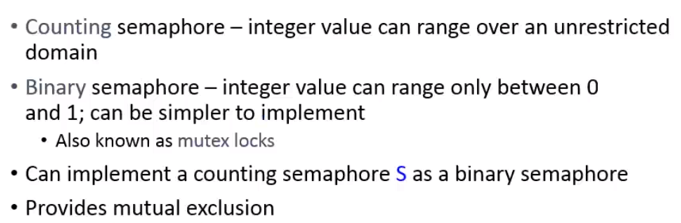 • Counting semaphore – integer value can range over an unrestricted
domain
• Binary semaphore – integer value can range only between 0
and 1; can be simpler to implement
• Also known as mutex locks
• Can implement a counting semaphore S as a binary semaphore
• Provides mutual exclusion